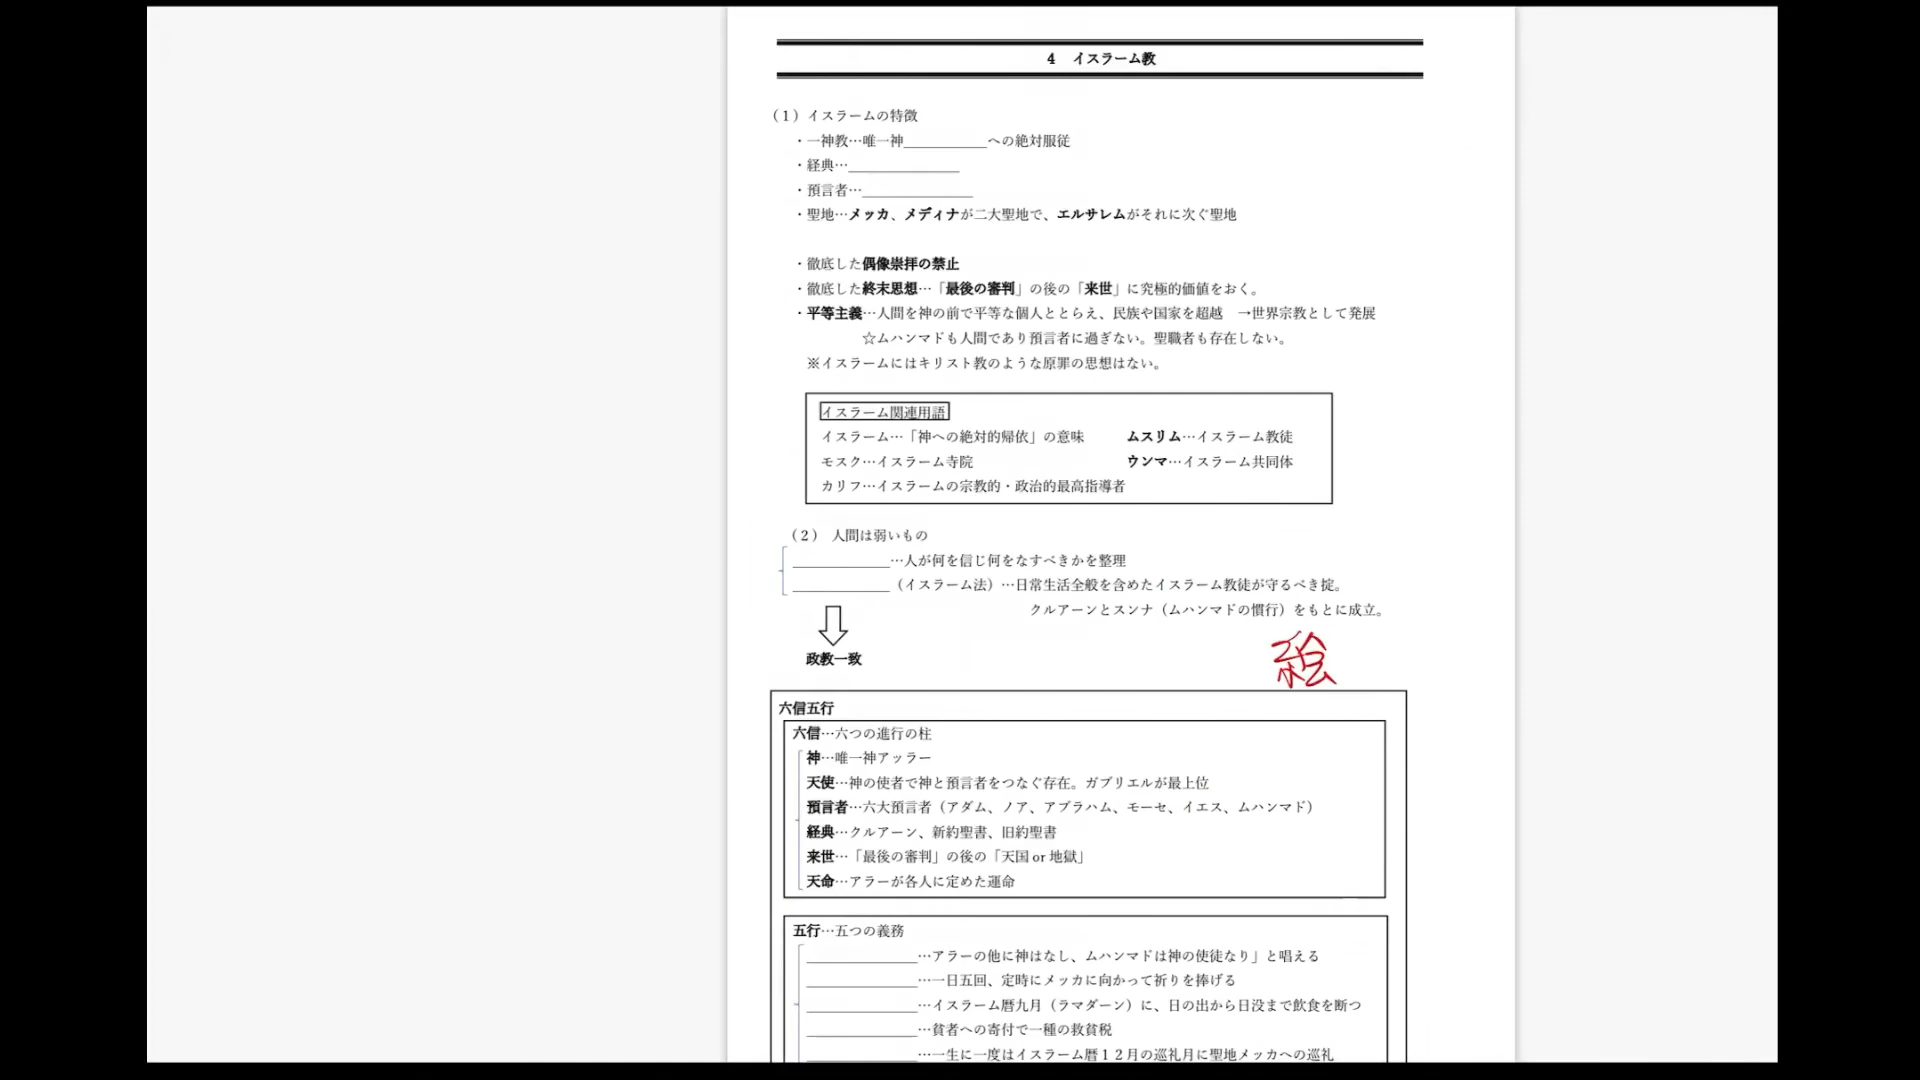 4　イスラーム教
（1）イスラームの特徴
・一神教…唯一神____________への絶対服従
・経典…________________
・預言者…________________
・聖地…メッカ、メディナが二大聖地で、エルサレムがそれに次ぐ聖地
・徹底した偶像崇拝の禁止
・徹底した終末思想…「最後の審判」の後の「来世」に究極的価値をおく。
・平等主義…人間を神の前で平等な個人ととらえ、民族や国家を超越　→世界宗教として発展
☆ムハンマドも人間であり預言者に過ぎない。聖職者も存在しない。
※イスラームにはキリスト教のような原罪の思想はない。
イスラーム関連用語
イスラーム…「神への絶対的帰依」の意味　ムスリム…イスラーム教徒
モスク…イスラーム寺院　ウンマ…イスラーム共同体
カリフ…イスラームの宗教的・政治的最高指導者
（2）　人間は弱いもの
______________…人が何を信じ何をなすべきかを整理
______________（イスラーム法）…日常生活全般を含めたイスラーム教徒が守るべき掟。
クルアーンとスンナ（ムハンマドの慣行）をもとに成立。
政教一致
絵
六信五行
六信…六つの進行の柱
神…唯一神アッラー
天使…神の使者で神と預言者をつなぐ存在。ガブリエルが最上位
預言者…六大預言者（アダム、ノア、アブラハム、モーセ、イエス、ムハンマド）
経典…クルアーン、新約聖書、旧約聖書
来世…「最後の審判」の後の「天国 or 地獄」
天命…アラーが各人に定めた運命
五行…五つの義務
________________…アラーの他に神はなし、ムハンマドは神の使徒なり」と唱える
________________…一日五回、定時にメッカに向かって祈りを捧げる
________________…イスラーム暦九月（ラマダーン）に、日の出から日没まで飲食を断つ
________________…貧者への寄付で一種の救貧税
________________…一生に一度はイスラーム暦１２月の巡礼月に聖地メッカへの巡礼